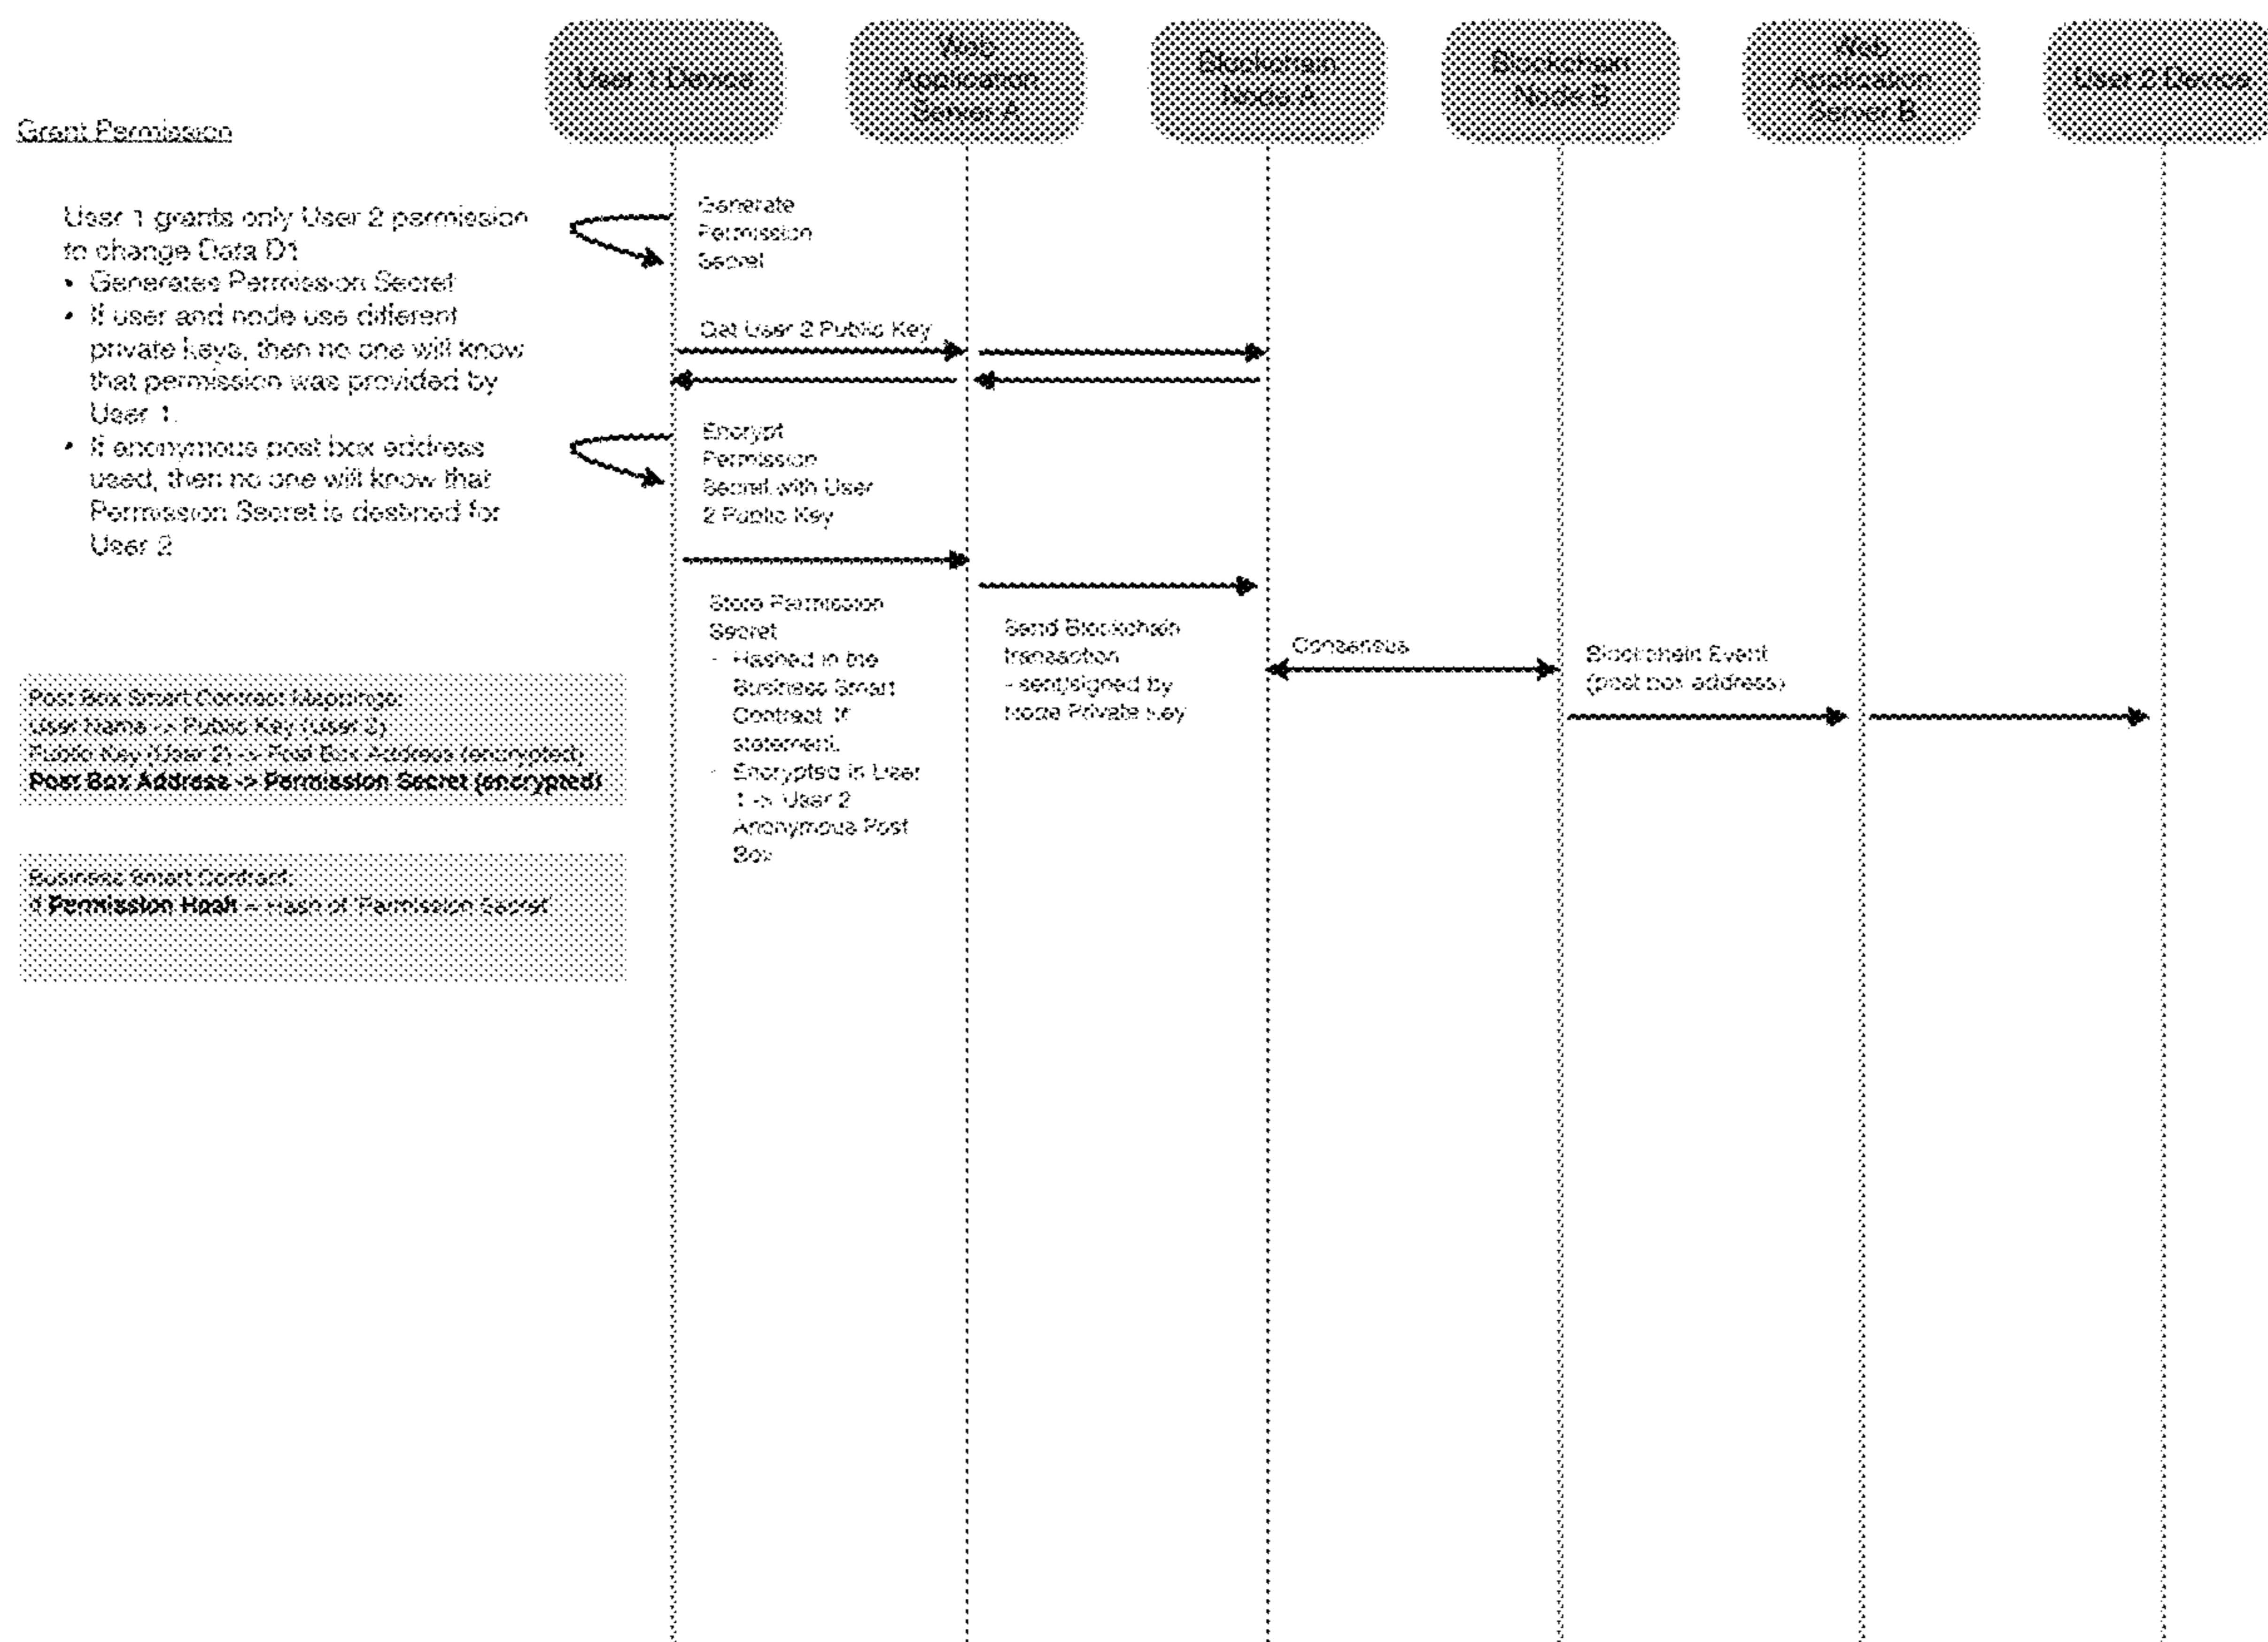 User 1 Device
Web
Application
Server A
Blockchain
Node A
Blockchain
Node B
Web
Application
Server B
User 2 Device
Grant Permission
User 1 grants only User 2 permission
to change Data D1
• Generates Permission Secret
• If user and node use different
private keys, then no one will know
that permission was provided by
User 1.
• If anonymous post box address
used, then no one will know that
Permission Secret is destined for
User 2
Generate
Permission
Secret
Get User 2 Public Key
Encrypt
Permission
Secret with User
2 Public Key
Store Permission
Secret
- Hashed in the
Business Smart
Contract If
statement.
- Encrypted in User
1 -> User 2
Anonymous Post
Box
Send Blockchain
transaction
- sent/signed by
Node Private Key
Consensus
Blockchain Event
(post box address)
Post Box Smart Contract Mappings:
User Name -> Public Key (User 2)
Public Key (User 2) -> Post Box Address (encrypted)
Post Box Address -> Permission Secret (encrypted)
Business Smart Contract:
If Permission Hash = Hash of Permission Secret